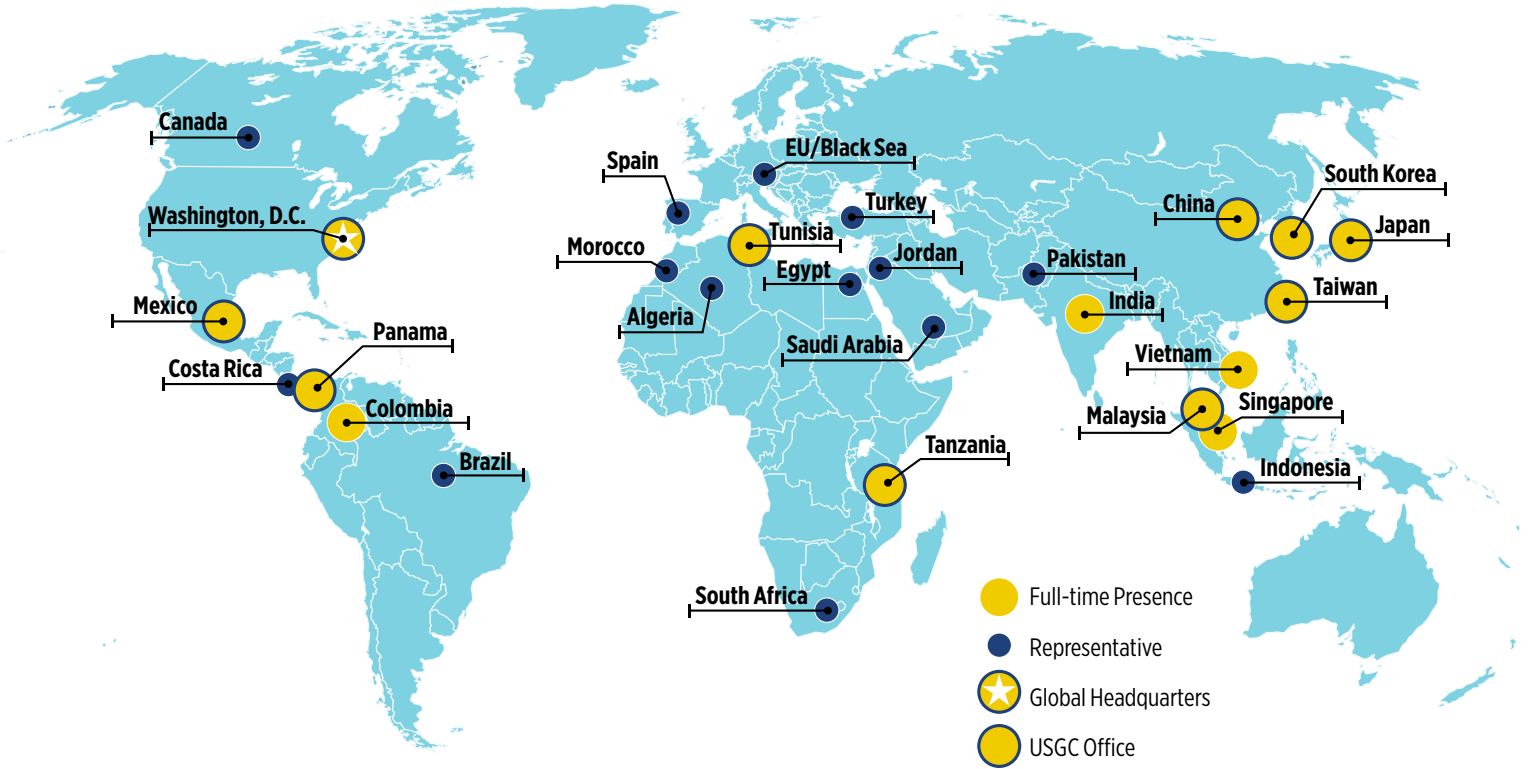 Canada
Washington, D.C.
Mexico
Panama
Costa Rica
Colombia
Brazil
Spain
EU/Black Sea
Turkey
Tunisia
Morocco
Jordan
Egypt
Algeria
Saudi Arabia
Tanzania
South Africa
South Korea
China
Japan
Pakistan
India
Taiwan
Vietnam
Malaysia
Singapore
Indonesia
Full-time Presence
Representative
Global Headquarters
USGC Office